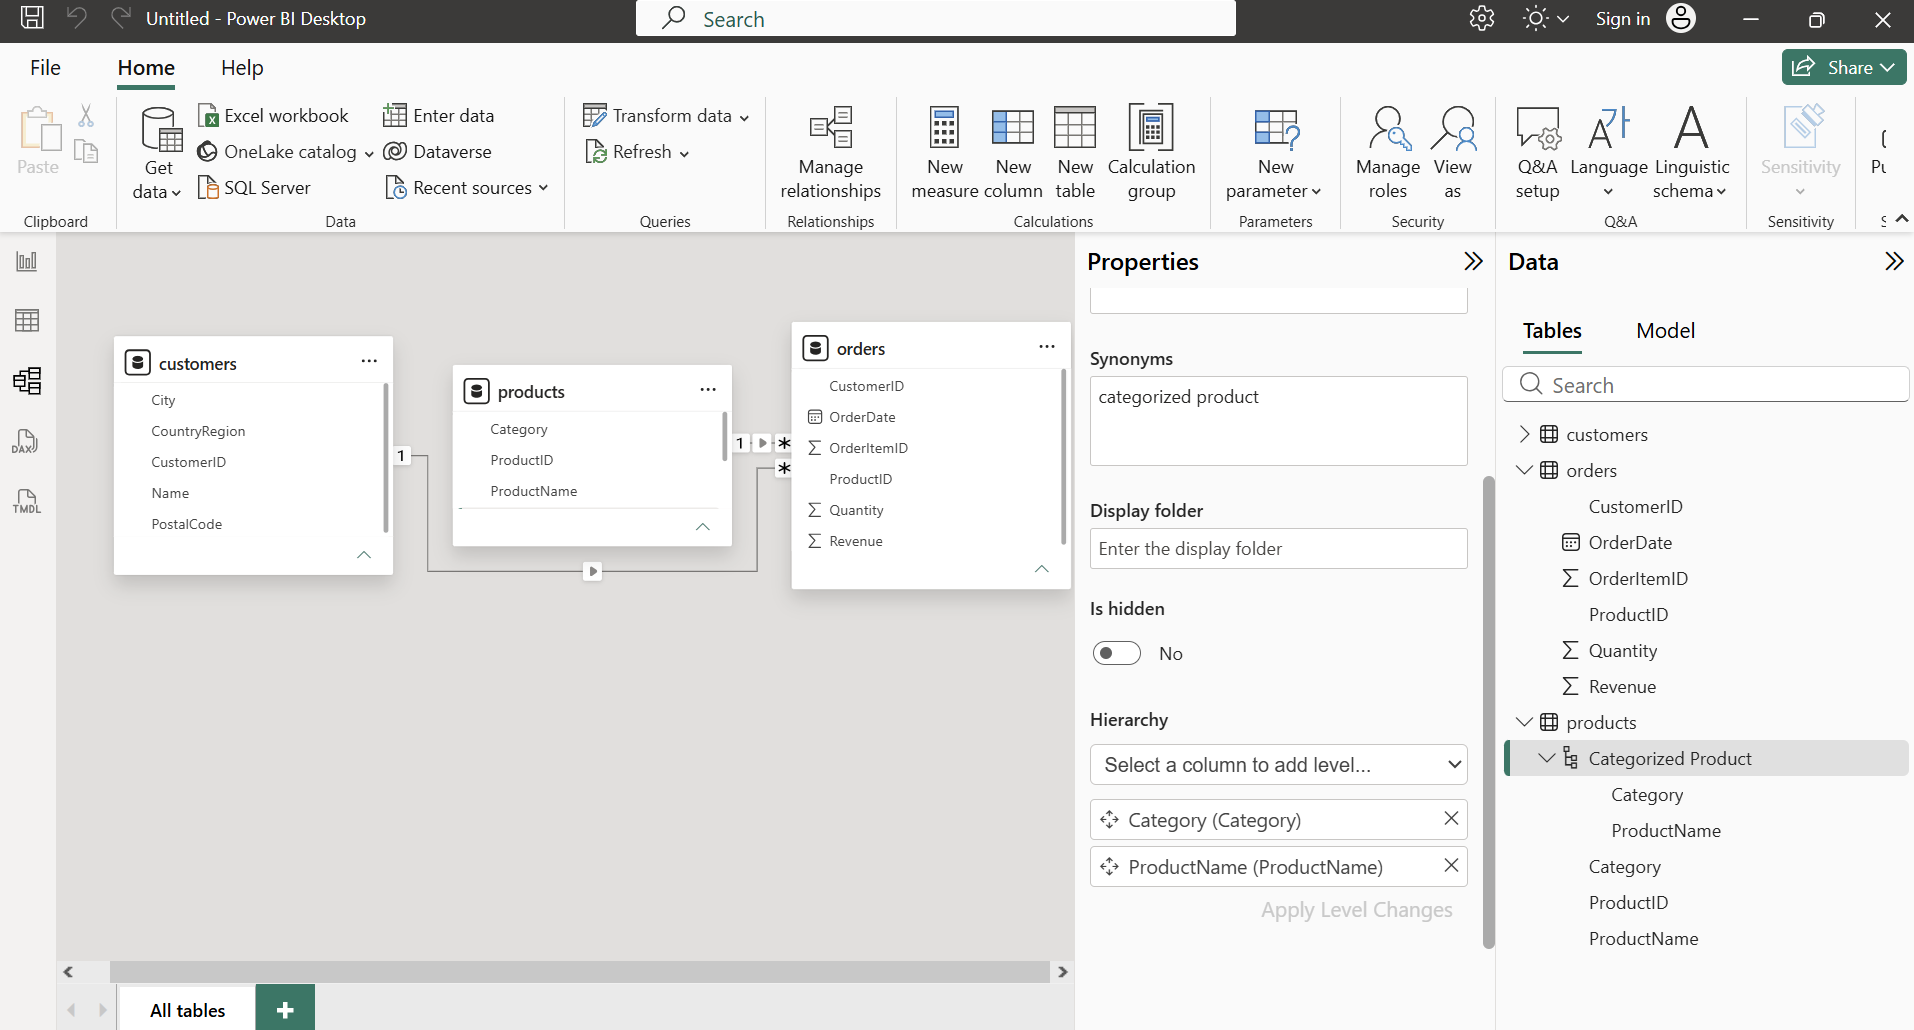 Untitled - Power BI Desktop
Search
Sign in
File
Home
Help
Share
Paste
Clipboard
Get data
Excel workbook
OneLake catalog
SQL Server
Enter data
Dataverse
Recent sources
Data
Transform data
Refresh
Queries
Manage relationships
Relationships
New measure
New column
New table
Calculation group
Calculations
New parameter
Parameters
Manage roles
View as
Security
Q&A setup
Language
Linguistic schema
Q&A
Sensitivity
Sensitivity
DAX
TMDL
customers
City
CountryRegion
CustomerID
Name
PostalCode
1
products
Category
ProductID
ProductName
1
*
*
orders
CustomerID
OrderDate
OrderItemID
ProductID
Quantity
Revenue
All tables
Properties
Synonyms
categorized product
Display folder
Enter the display folder
Is hidden
No
Hierarchy
Select a column to add level...
Category (Category)
ProductName (ProductName)
Apply Level Changes
Data
Tables
Model
Search
customers
orders
CustomerID
OrderDate
OrderItemID
ProductID
Quantity
Revenue
products
Categorized Product
Category
ProductName
Category
ProductID
ProductName